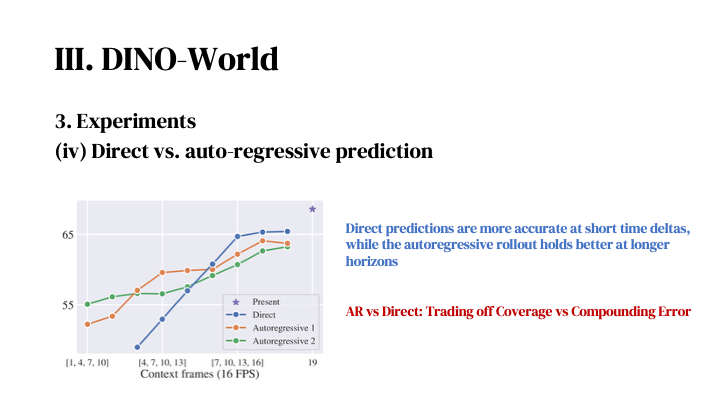 III. DINO-World
3. Experiments
(iv) Direct vs. auto-regressive prediction
65
55
Present
Direct
Autoregressive 1
Autoregressive 2
[1, 4, 7, 10]
[4, 7, 10, 13]
[7, 10, 13, 16]
19
Context frames (16 FPS)
Direct predictions are more accurate at short time deltas,
while the autoregressive rollout holds better at longer
horizons
AR vs Direct: Trading off Coverage vs Compounding Error